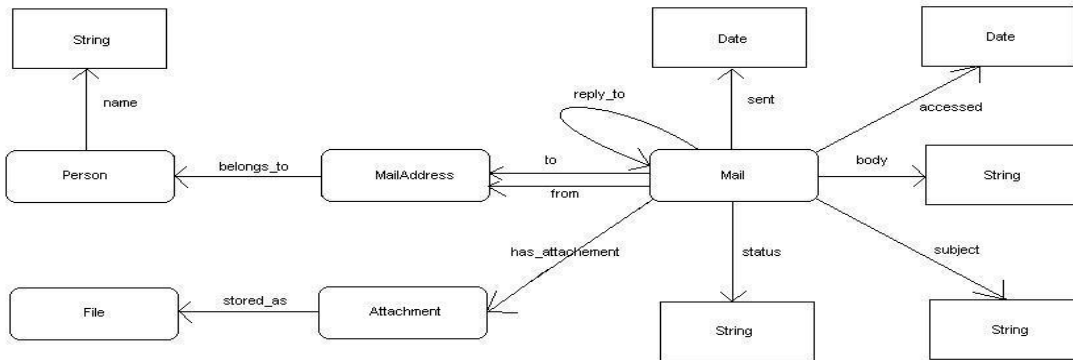 String
Date
Date
reply_to
name
sent
accessed
body
belongs_to
to
Person
MailAddress
Mail
String
from
has_attachement
status
subject
stored_as
File
Attachment
String
String